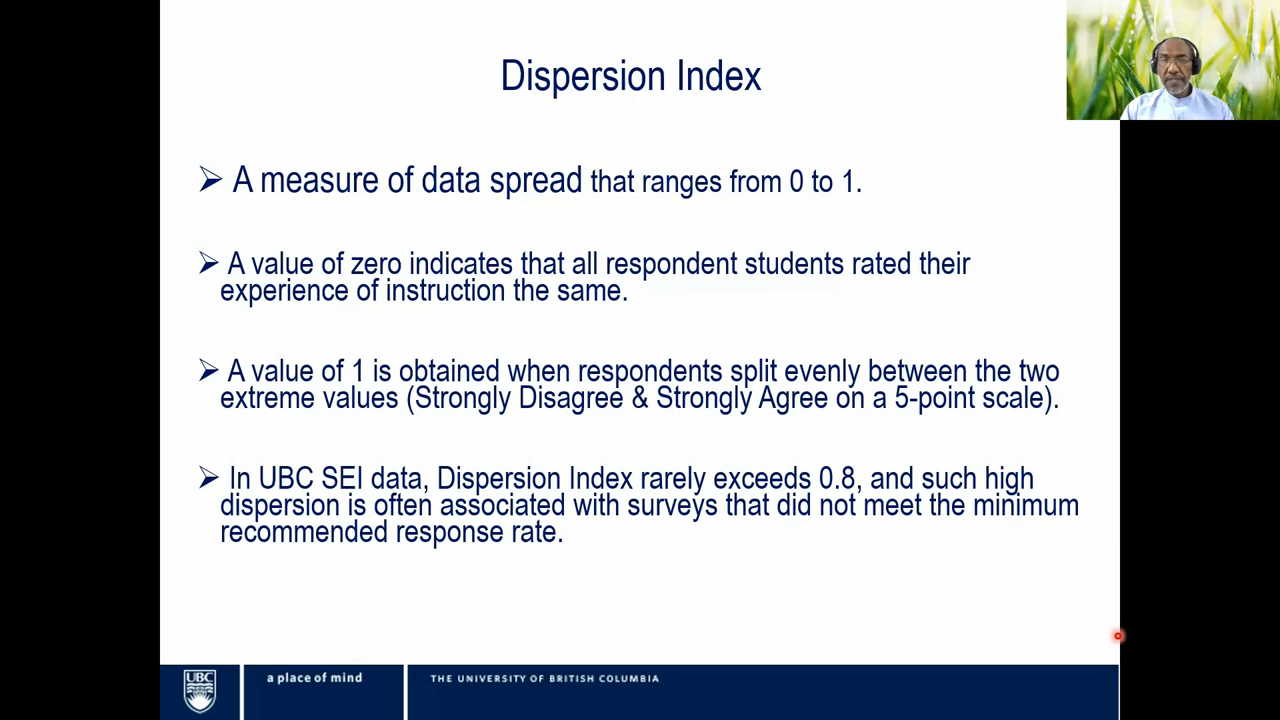 Dispersion Index
➢ A measure of data spread that ranges from 0 to 1.
➢ A value of zero indicates that all respondent students rated their
experience of instruction the same.
➢ A value of 1 is obtained when respondents split evenly between the two
extreme values (Strongly Disagree & Strongly Agree on a 5-point scale).
➢ In UBC SEI data, Dispersion Index rarely exceeds 0.8, and such high
dispersion is often associated with surveys that did not meet the minimum
recommended response rate.
UBC
a place of mind
THE UNIVERSITY OF BRITISH COLUMBIA